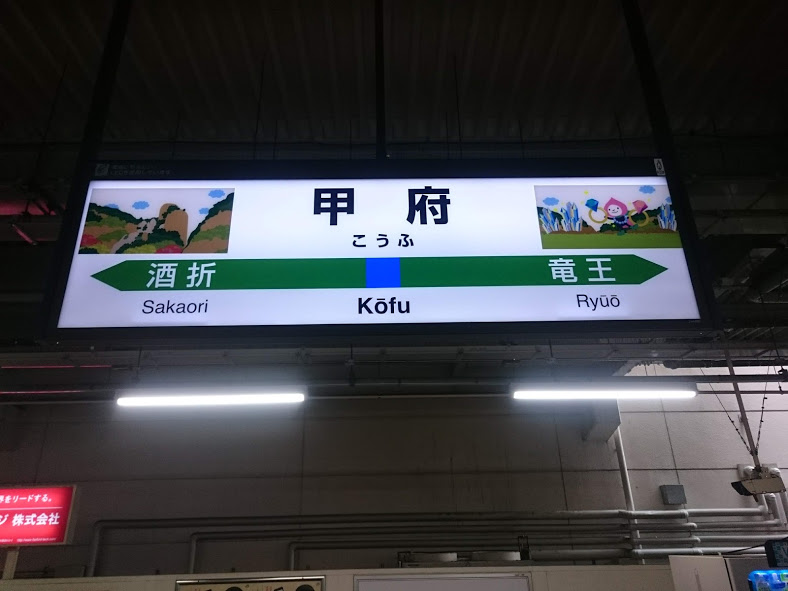 甲府
こうふ
酒折
竜王
Sakaori
Kōfu
Ryūō
をリードする。
ジ 株式会社